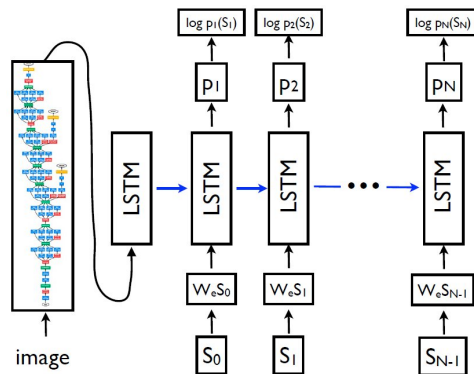 log p₁(S₁) log p₂(S₂) log pN(SN)
p₁ p₂ pN
LSTM LSTM LSTM LSTM
WeS₀ WeS₁ WeSN-1
image S₀ S₁ SN-1